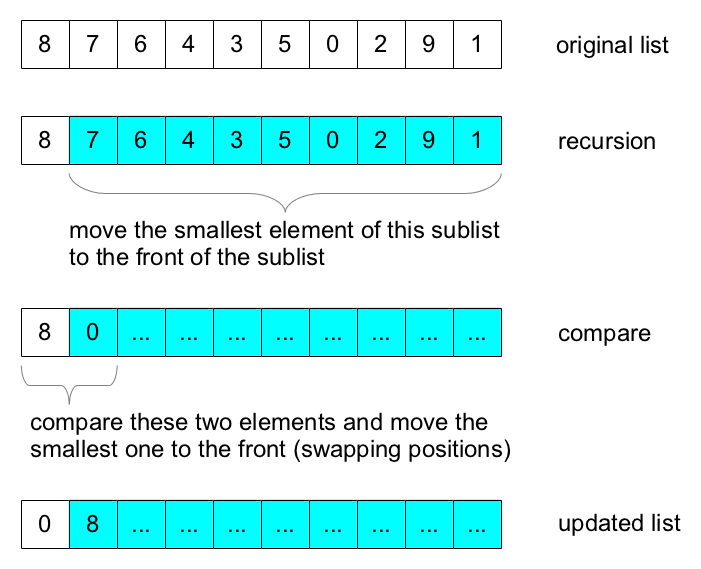 8 7 6 4 3 5 0 2 9 1 original list
8 7 6 4 3 5 0 2 9 1 recursion
move the smallest element of this sublist
to the front of the sublist
8 0 ... ... ... ... ... ... ... ... compare
compare these two elements and move the
smallest one to the front (swapping positions)
0 8 ... ... ... ... ... ... ... ... updated list